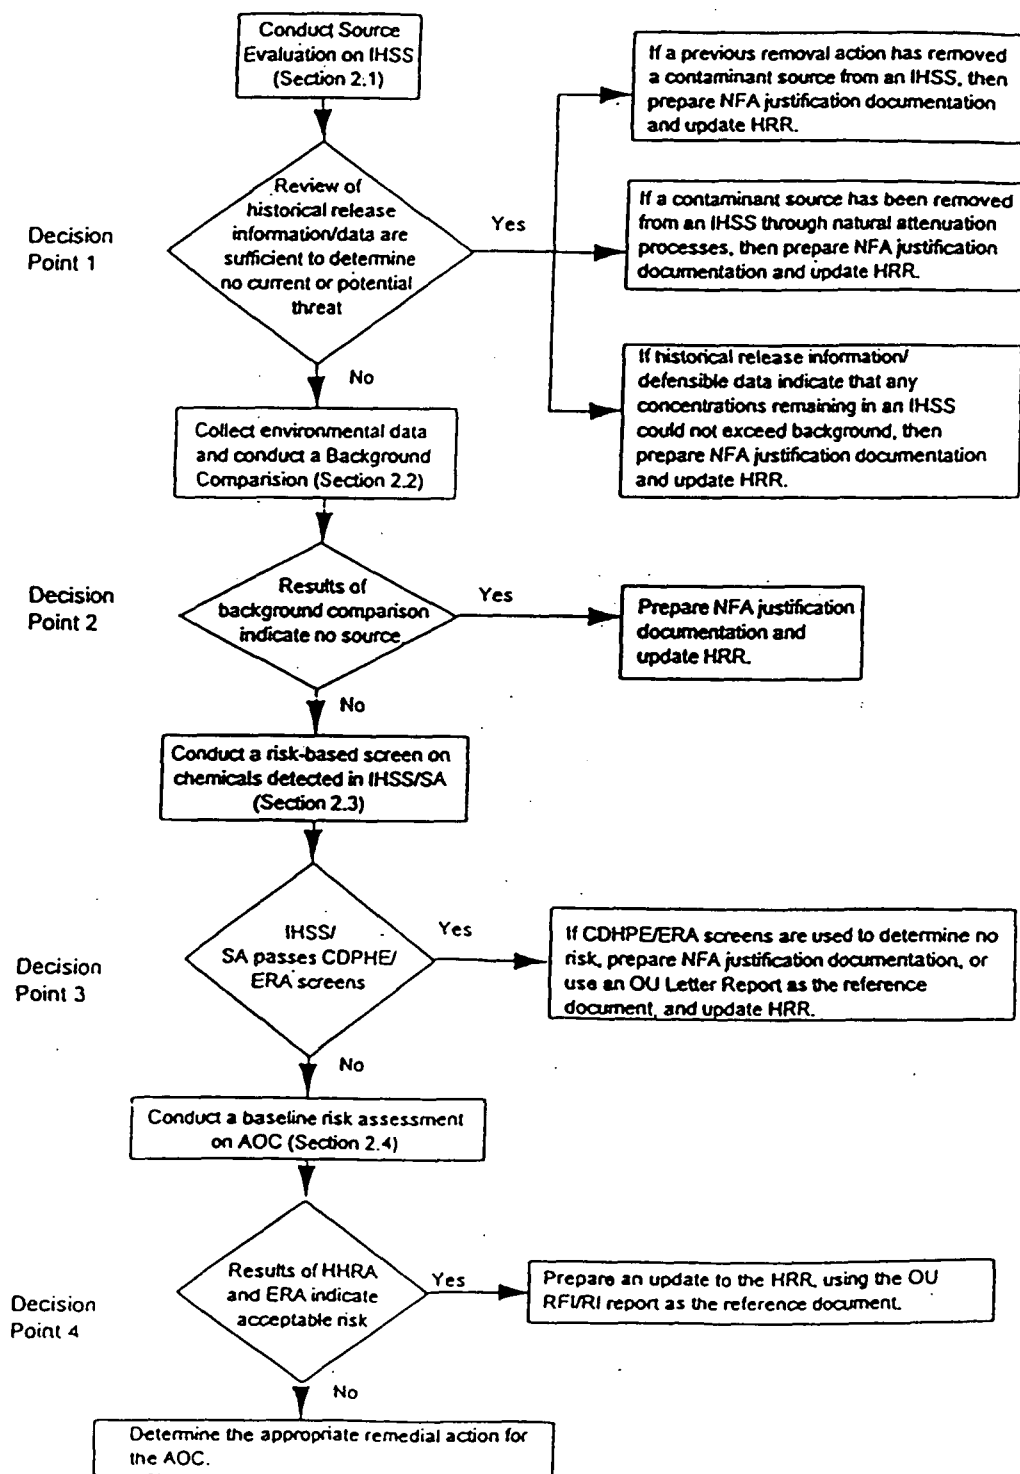 Conduct Source
Evaluation on IHSS
(Section 2.1)
If a previous removal action has removed
a contaminant source from an IHSS, then
prepare NFA justification documentation
and update HRR.
Decision
Point 1
Review of
historical release
information/data are
sufficient to determine
no current or potential
threat
Yes
If a contaminant source has been removed
from an IHSS through natural attenuation
processes, then prepare NFA justification
documentation and update HRR.
No
If historical release information/
defensible data indicate that any
concentrations remaining in an IHSS
could not exceed background, then
prepare NFA justification documentation
and update HRR.
Collect environmental data
and conduct a Background
Comparision (Section 2.2)
Decision
Point 2
Results of
background comparison
indicate no source
Yes
Prepare NFA justification
documentation and
update HRR.
No
Conduct a risk-based screen on
chemicals detected in IHSS/SA
(Section 2.3)
Decision
Point 3
IHSS/
SA passes CDPHE/
ERA screens
Yes
If CDHPE/ERA screens are used to determine no
risk, prepare NFA justification documentation, or
use an OU Letter Report as the reference
document, and update HRR.
No
Conduct a baseline risk assessment
on AOC (Section 2.4)
Decision
Point 4
Results of HHRA
and ERA indicate
acceptable risk
Yes
Prepare an update to the HRR, using the OU
RFI/RI report as the reference document.
No
Determine the appropriate remedial action for
the AOC.